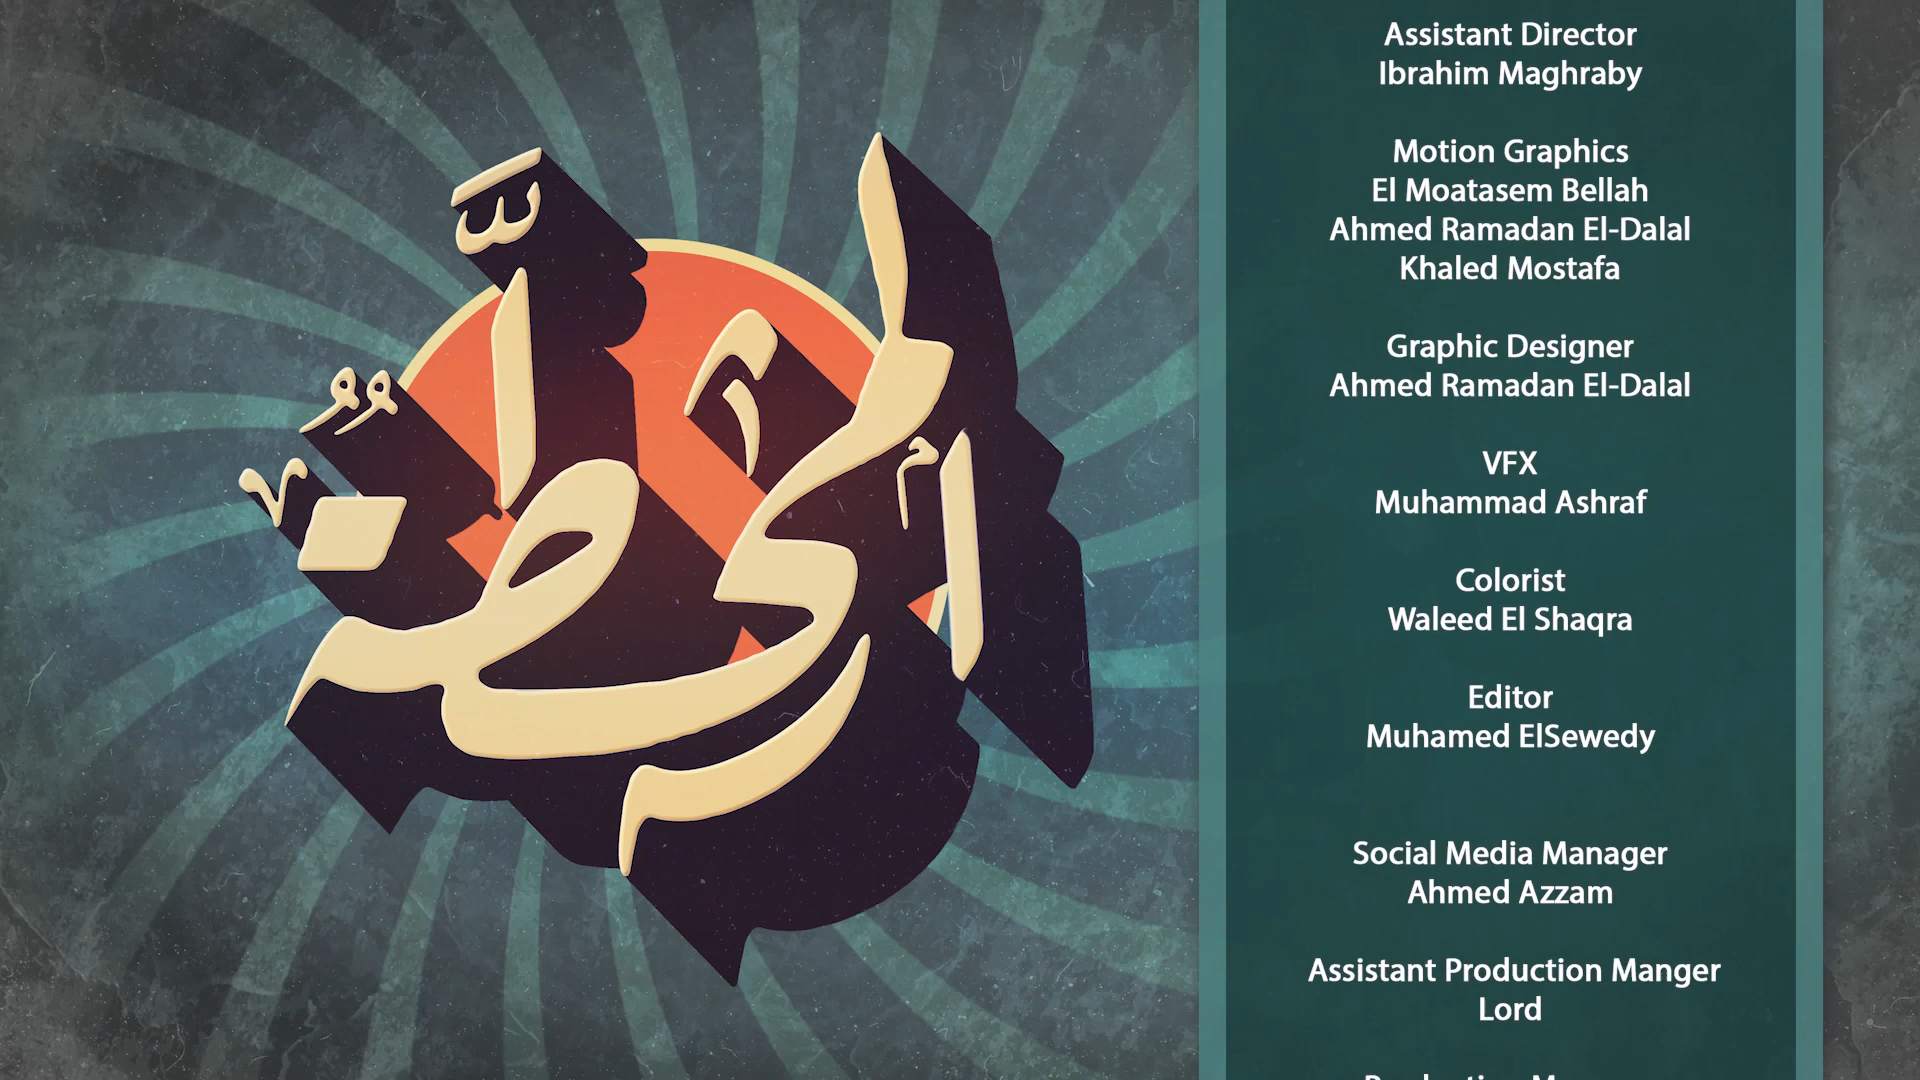 المحطة
Assistant Director
Ibrahim Maghraby
Motion Graphics
El Moatasem Bellah
Ahmed Ramadan El-Dalal
Khaled Mostafa
Graphic Designer
Ahmed Ramadan El-Dalal
VFX
Muhammad Ashraf
Colorist
Waleed El Shaqra
Editor
Muhamed ElSewedy
Social Media Manager
Ahmed Azzam
Assistant Production Manger
Lord